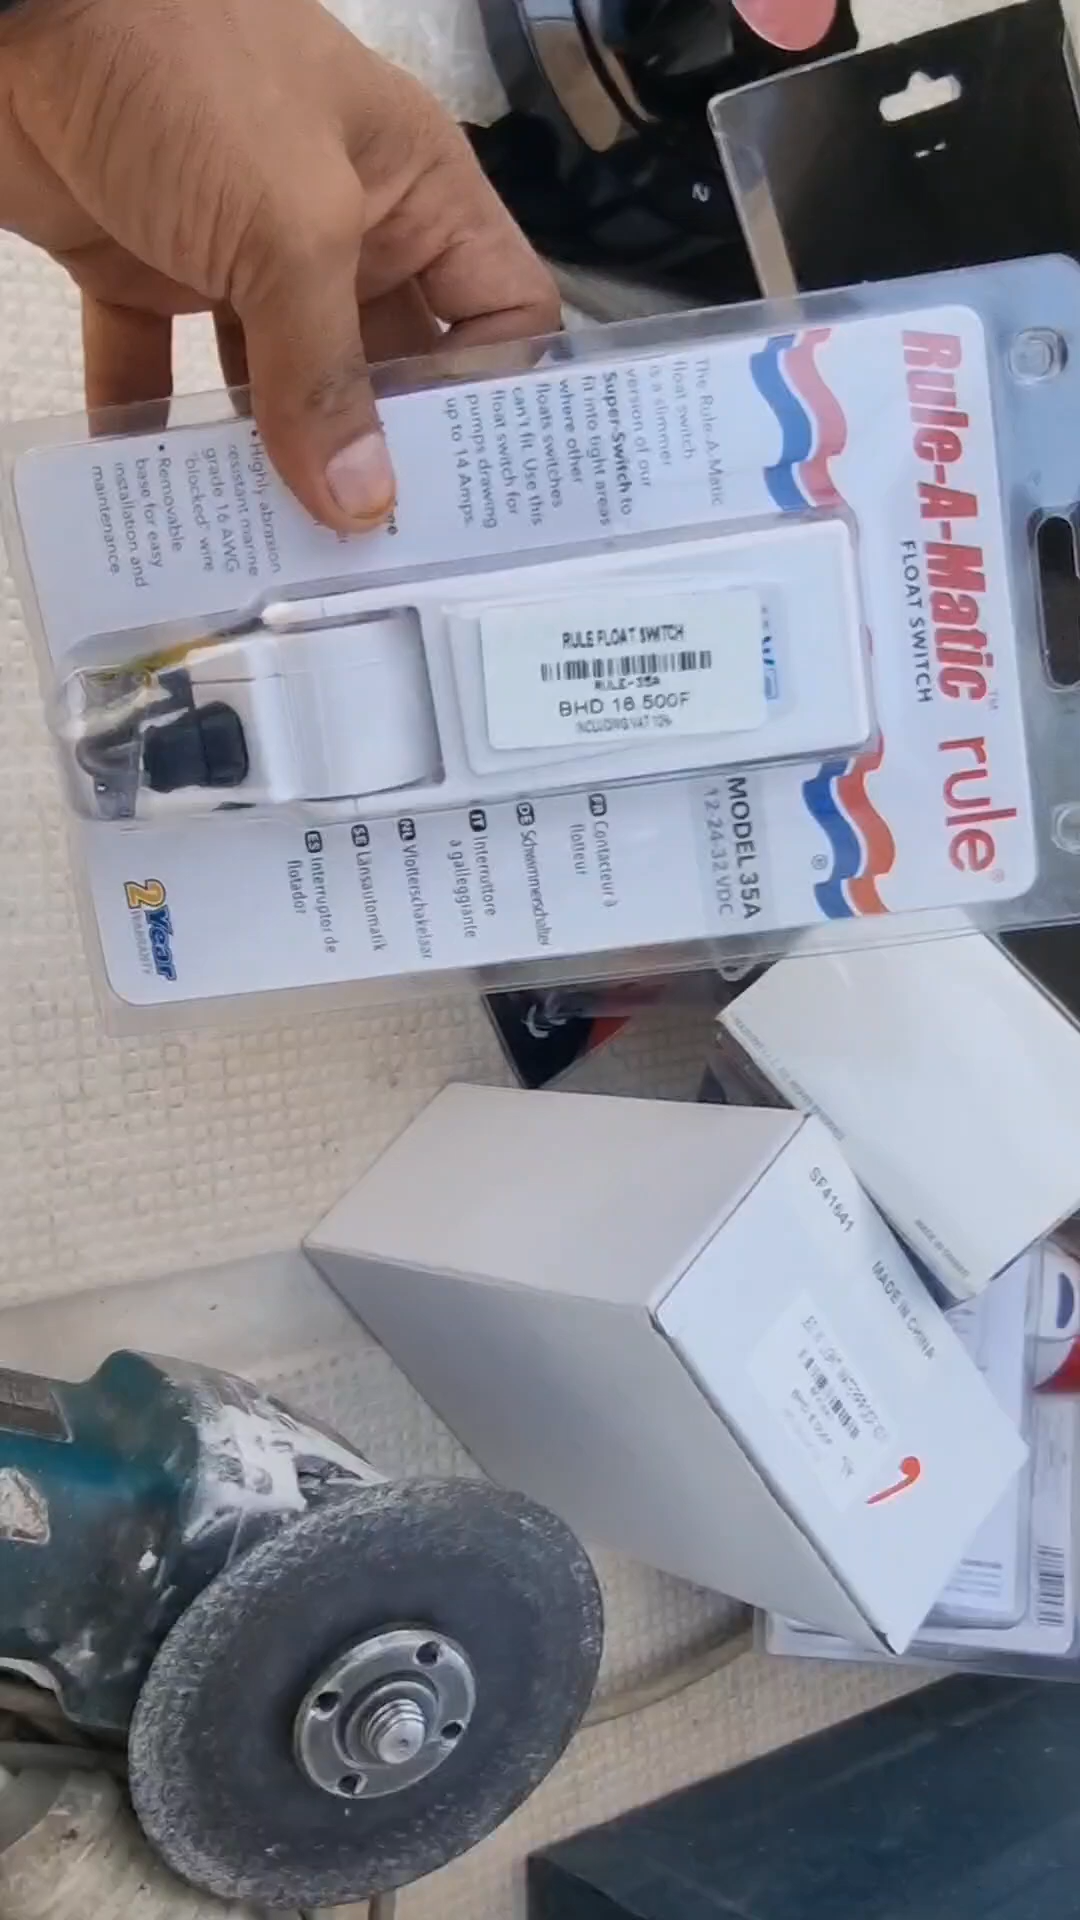 Rule-A-Matic™ rule®
FLOAT SWITCH
MODEL 35A
12-24-32 VDC
The Rule-A-Matic
float switch
is a slimmer
version of our
Super-Switch to
fit into tight areas
where other
floats switches
can't fit. Use this
float switch for
pumps drawing
up to 14 Amps.
• Highly abrasion
resistant marine
grade 16 AWG
"blocked" wire
• Removable
base for easy
installation and
maintenance.
RULE FLOAT SWITCH
RULE-35A
BHD 16.500F
INCLUDING VAT 10%
FR Contacteur à
flotteur
DE Schwimmerschalter
IT Interruttore
a galleggiante
NL Vlotterschakelaar
SE Länsautomatik
ES Interruptor de
flotador
2 Year
WARRANTY
2
SF41641
MADE IN CHINA